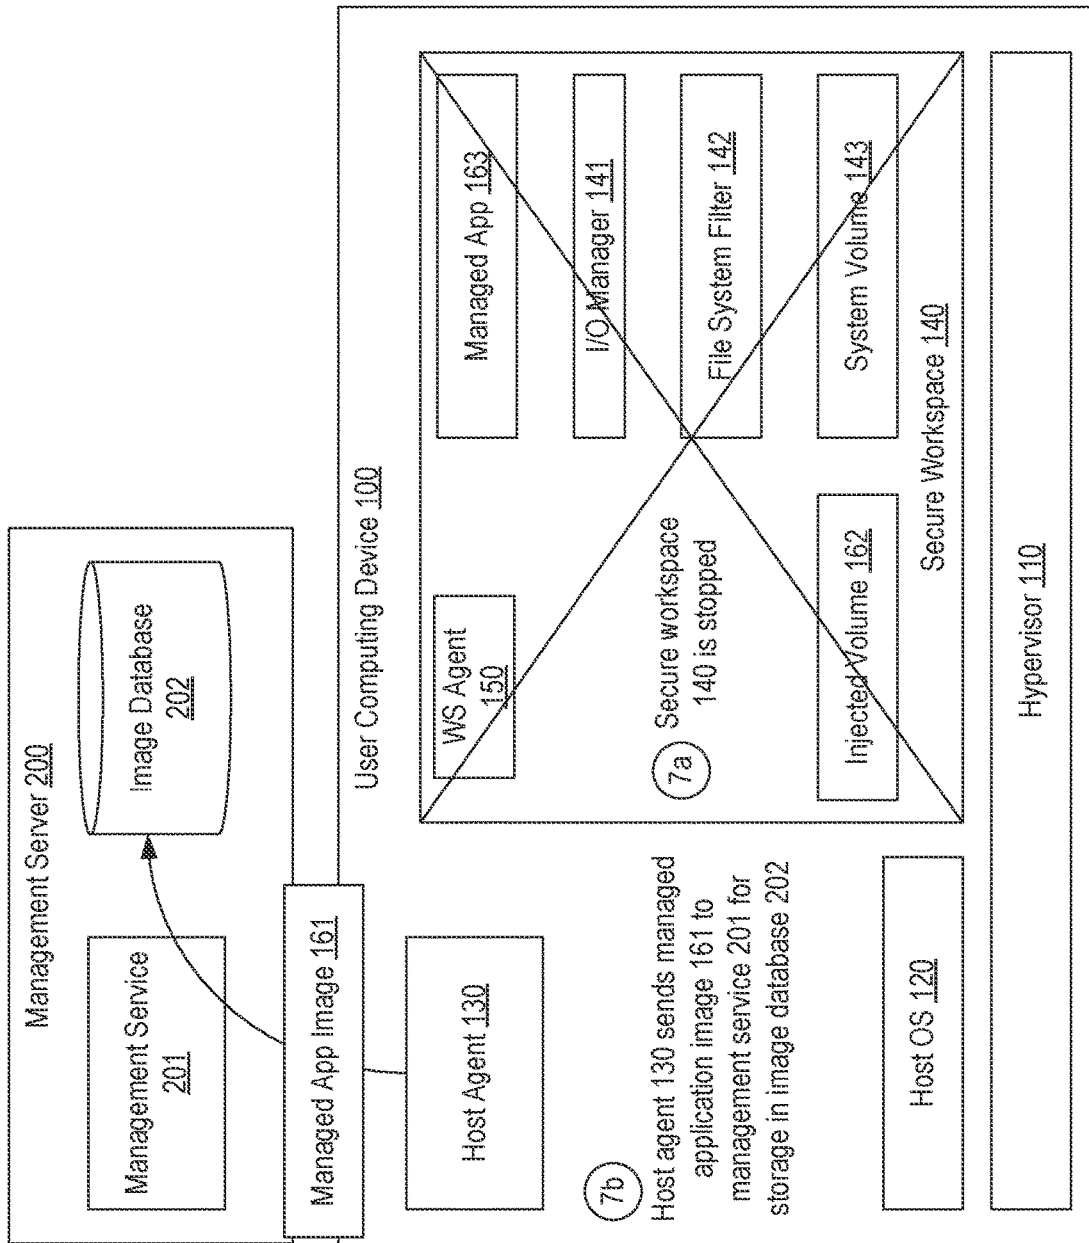 Management Server 200
Management Service
201
Image Database
202
Managed App Image 161
User Computing Device 100
Host Agent 130
7b
Host agent 130 sends managed
application image 161 to
management service 201 for
storage in image database 202
Host OS 120
WS Agent
150
Managed App 163
I/O Manager 141
7a
Secure workspace
140 is stopped
File System Filter 142
Injected Volume 162
System Volume 143
Secure Workspace 140
Hypervisor 110